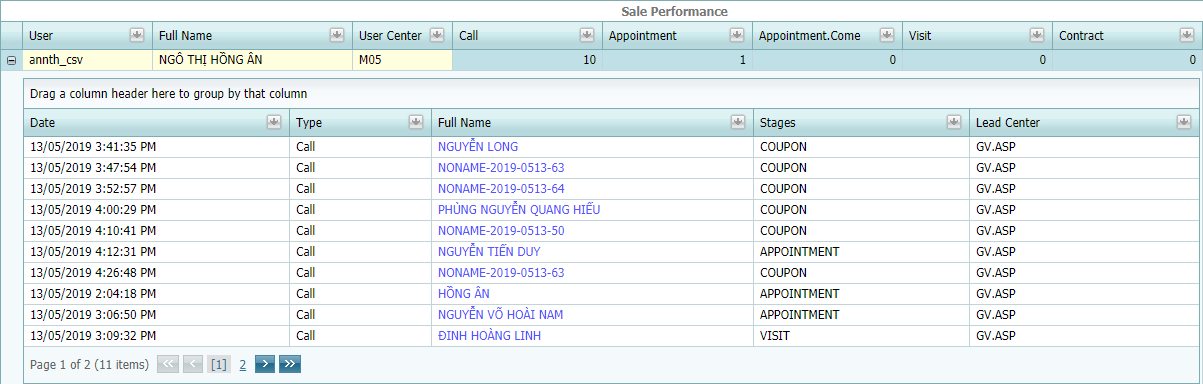 Sale Performance
User Full Name User Center Call Appointment Appointment.Come Visit Contract
annth_csv NGÔ THỊ HỒNG ÂN M05 10 1 0 0 0
Drag a column header here to group by that column
Date Type Full Name Stages Lead Center
13/05/2019 3:41:35 PM Call NGUYỄN LONG COUPON GV.ASP
13/05/2019 3:47:54 PM Call NONAME-2019-0513-63 COUPON GV.ASP
13/05/2019 3:52:57 PM Call NONAME-2019-0513-64 COUPON GV.ASP
13/05/2019 4:00:29 PM Call PHÙNG NGUYỄN QUANG HIẾU COUPON GV.ASP
13/05/2019 4:10:41 PM Call NONAME-2019-0513-50 COUPON GV.ASP
13/05/2019 4:12:31 PM Call NGUYỄN TIẾN DUY APPOINTMENT GV.ASP
13/05/2019 4:26:48 PM Call NONAME-2019-0513-63 COUPON GV.ASP
13/05/2019 2:04:18 PM Call HỒNG ÂN APPOINTMENT GV.ASP
13/05/2019 3:06:50 PM Call NGUYỄN VÕ HOÀI NAM APPOINTMENT GV.ASP
13/05/2019 3:09:32 PM Call ĐINH HOÀNG LINH VISIT GV.ASP
Page 1 of 2 (11 items) [1] 2